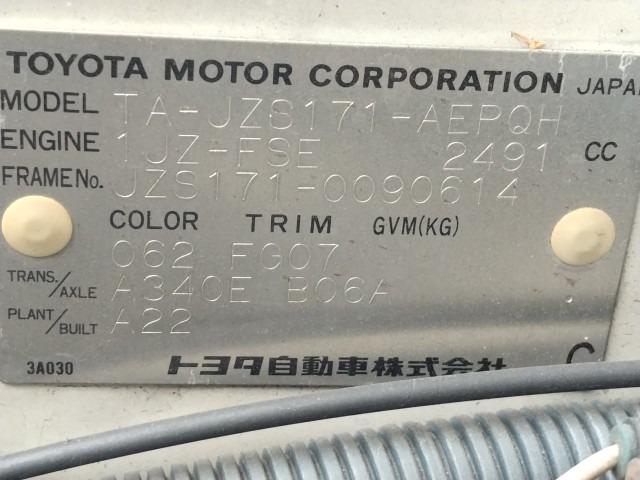 TOYOTA MOTOR CORPORATION JAPAN
MODEL TA-JZS171-AEPQH
ENGINE 1JZ-FSE 2491 CC
FRAME No. JZS171-0090614
COLOR TRIM GVM(KG)
062 FG07
TRANS./AXLE A340E B06A
PLANT/BUILT A22
3A030 トヨタ自動車株式会社 C